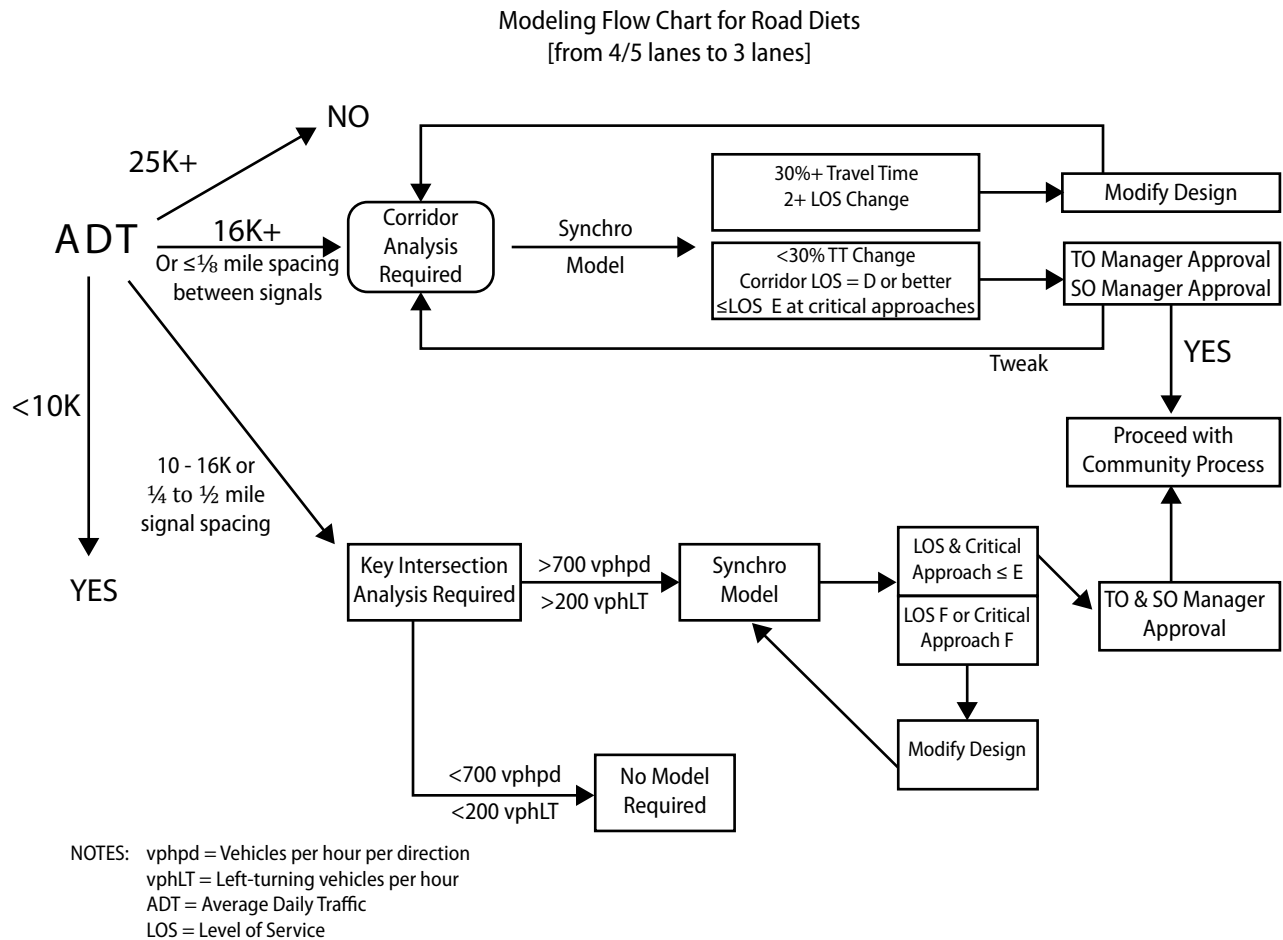 Modeling Flow Chart for Road Diets
[from 4/5 lanes to 3 lanes]
NO
25K+
ADT
16K+
Or ≤⅛ mile spacing
between signals
Corridor
Analysis
Required
Synchro
Model
30%+ Travel Time
2+ LOS Change
Modify Design
<30% TT Change
Corridor LOS = D or better
≤LOS E at critical approaches
TO Manager Approval
SO Manager Approval
Tweak
YES
<10K
YES
10 - 16K or
¼ to ½ mile
signal spacing
Proceed with
Community Process
Key Intersection
Analysis Required
>700 vphpd
>200 vphLT
Synchro
Model
LOS & Critical
Approach ≤ E
LOS F or Critical
Approach F
TO & SO Manager
Approval
Modify Design
<700 vphpd
<200 vphLT
No Model
Required
NOTES: vphpd = Vehicles per hour per direction
vphLT = Left-turning vehicles per hour
ADT = Average Daily Traffic
LOS = Level of Service